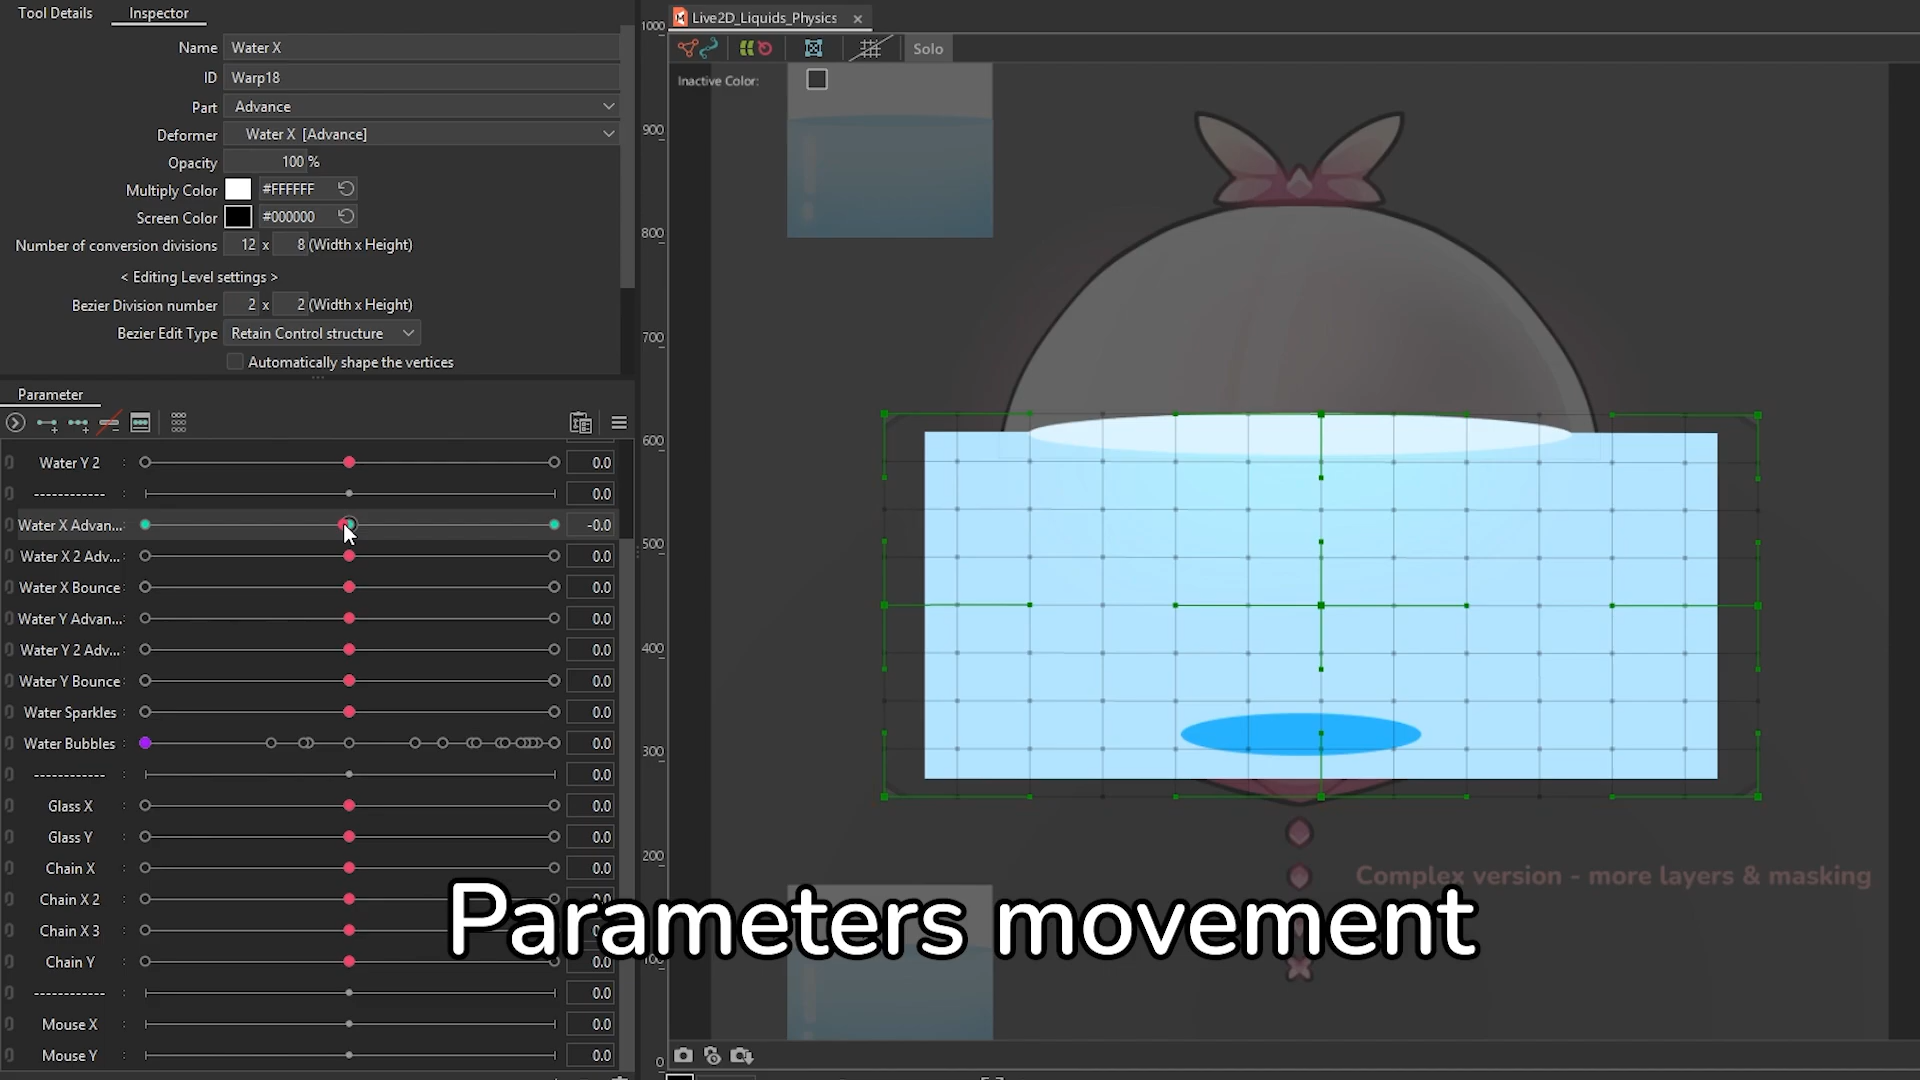 Tool Details
Inspector
Name Water X
ID Warp18
Part Advance
Deformer Water X [Advance]
Opacity 100 %
Multiply Color #FFFFFF
Screen Color #000000
Number of conversion divisions 12 x 8 (Width x Height)
< Editing Level settings >
Bezier Division number 2 x 2 (Width x Height)
Bezier Edit Type Retain Control structure
Automatically shape the vertices
Parameter
Water Y 2 : 0.0
------------ : 0.0
Water X Advan... -0.0
Water X 2 Adv... 0.0
Water X Bounce : 0.0
Water Y Advan... 0.0
Water Y 2 Adv... 0.0
Water Y Bounce : 0.0
Water Sparkles : 0.0
Water Bubbles : 0.0
------------ : 0.0
Glass X : 0.0
Glass Y : 0.0
Chain X : 0.0
Chain X 2 : 0.0
Chain X 3 : 0.0
Chain Y : 0.0
------------ : 0.0
Mouse X : 0.0
Mouse Y : 0.0
Live2D_Liquids_Physics
Solo
Inactive Color:
1000
900
800
700
600
500
400
300
200
0
Complex version - more layers & masking
Parameters movement